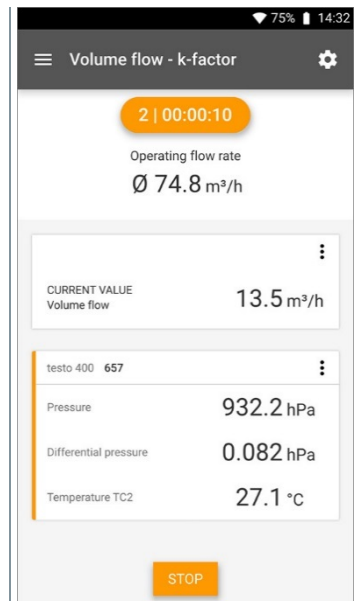 75% 14:32
Volume flow - k-factor
2 | 00:00:10
Operating flow rate
Ø 74.8 m³/h
CURRENT VALUE
Volume flow 13.5 m³/h
testo 400 657
Pressure 932.2 hPa
Differential pressure 0.082 hPa
Temperature TC2 27.1 °C
STOP